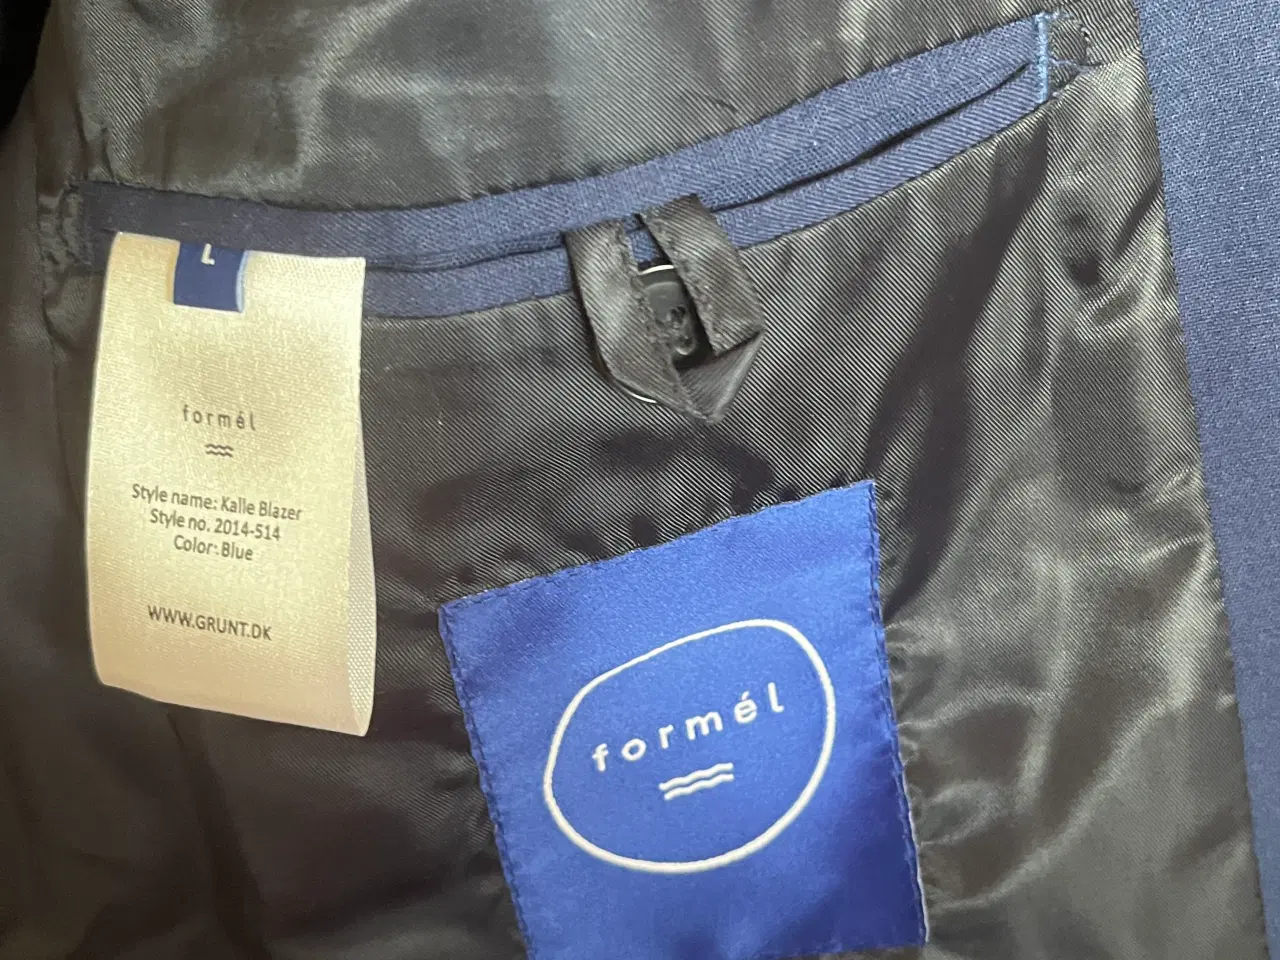 L
formél
Style name: Kalle Blazer
Style no. 2014-514
Color: Blue
WWW.GRUNT.DK
formél